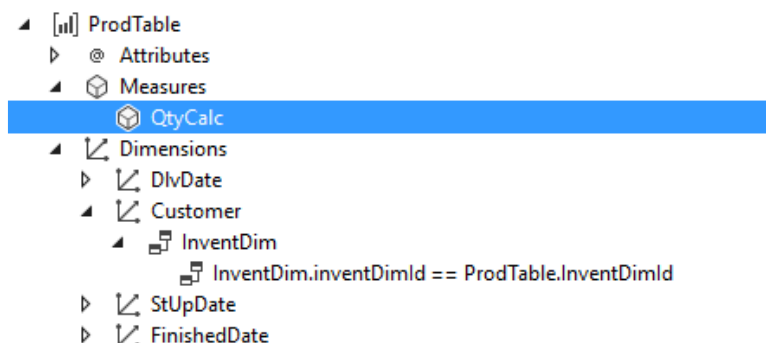 ProdTable
@ Attributes
Measures
QtyCalc
Dimensions
DlvDate
Customer
InventDim
InventDim.inventDimId == ProdTable.InventDimId
StUpDate
FinishedDate